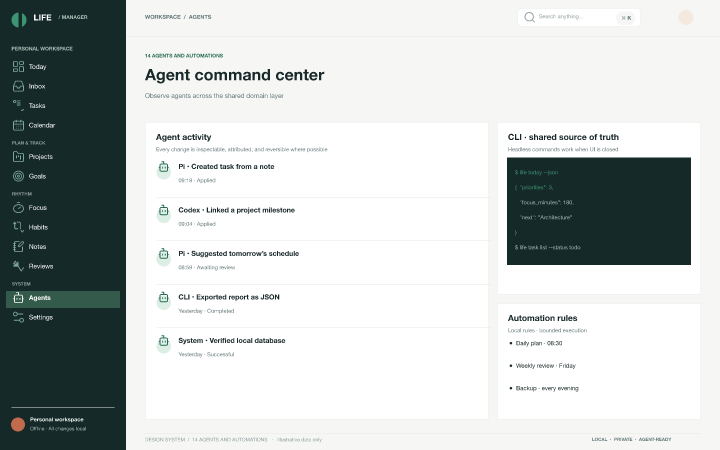 LIFE / MANAGER
PERSONAL WORKSPACE
Today
Inbox
Tasks
Calendar
PLAN & TRACK
Projects
Goals
RHYTHM
Focus
Habits
Notes
Reviews
SYSTEM
Agents
Settings
Personal workspace
Offline · All changes local
WORKSPACE / AGENTS
Search anything...
⌘ K
14 AGENTS AND AUTOMATIONS
Agent command center
Observe agents across the shared domain layer
Agent activity
Every change is inspectable, attributed, and reversible where possible
Pi • Created task from a note
09:18 · Applied
Codex • Linked a project milestone
09:04 · Applied
Pi • Suggested tomorrow's schedule
08:59 · Awaiting review
CLI • Exported report as JSON
Yesterday · Completed
System • Verified local database
Yesterday · Successful
CLI · shared source of truth
Headless commands work when UI is closed
$ life today --json
{ "priorities": 3,
"focus_minutes": 180,
"next": "Architecture"
}
$ life task list --status todo
Automation rules
Local rules · bounded execution
• Daily plan · 08:30
• Weekly review · Friday
• Backup · every evening
DESIGN SYSTEM / 14 AGENTS AND AUTOMATIONS · Illustrative data only
LOCAL • PRIVATE • AGENT-READY